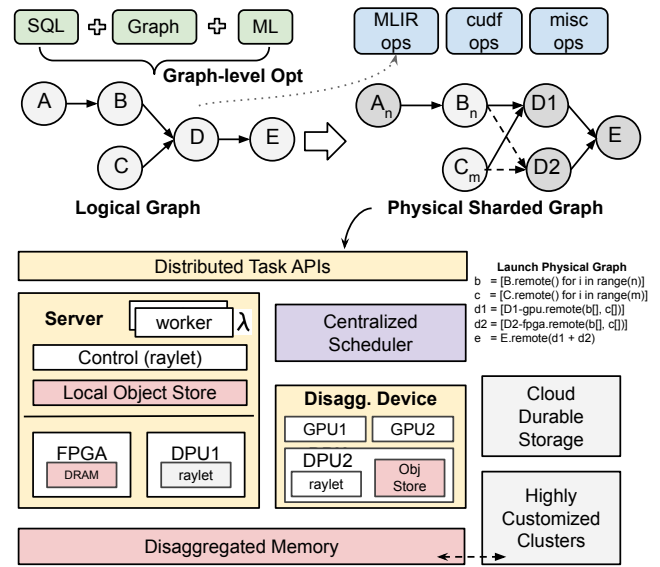 SQL + Graph + ML
MLIR ops
cudf ops
misc ops
Graph-level Opt
A
B
C
D
E
Logical Graph
An
Bn
Cm
D1
D2
E
Physical Sharded Graph
Distributed Task APIs
Launch Physical Graph
b = [B.remote() for i in range(n)]
c = [C.remote() for i in range(m)]
d1 = [D1-gpu.remote(b[], c[])]
d2 = [D2-fpga.remote(b[], c[])]
e = E.remote(d1 + d2)
Server
worker
λ
Control (raylet)
Local Object Store
FPGA
DRAM
DPU1
raylet
Centralized
Scheduler
Disagg. Device
GPU1
GPU2
DPU2
raylet
Obj
Store
Cloud
Durable
Storage
Highly
Customized
Clusters
Disaggregated Memory